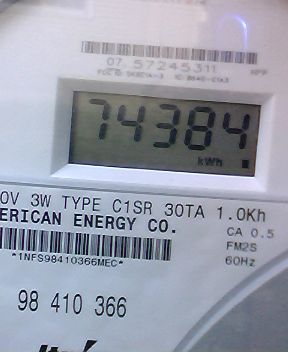 07 57245311
74384
kWh
0V 3W TYPE C1SR 30TA 1.0Kh
ERICAN ENERGY CO.
CA 0.5
FM2S
*1NFS98410366MEC*
60Hz
98 410 366